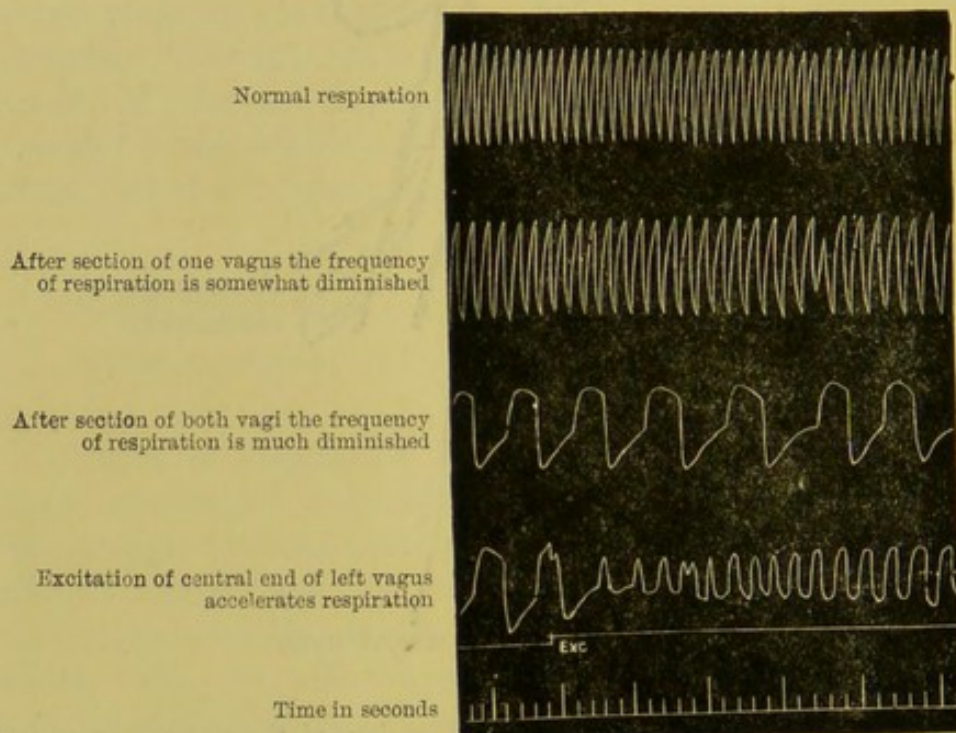 Normal respiration
After section of one vagus the frequency
of respiration is somewhat diminished
After section of both vagi the frequency
of respiration is much diminished
Excitation of central end of left vagus
accelerates respiration
Exc
Time in seconds